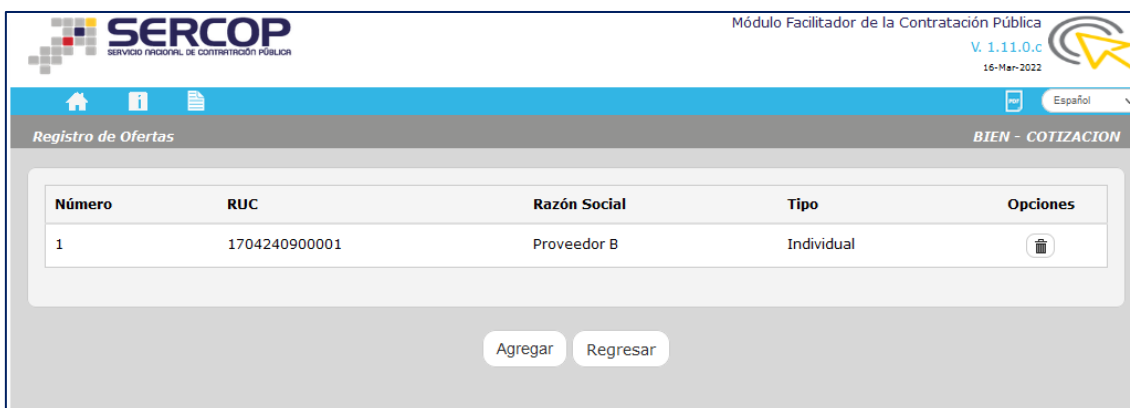 SERCOP
SERVICIO NACIONAL DE CONTRATACIÓN PÚBLICA
Módulo Facilitador de la Contratación Pública
V. 1.11.0.c
16-Mar-2022
PDF
Español
Registro de Ofertas
BIEN - COTIZACION
Número RUC Razón Social Tipo Opciones
1 1704240900001 Proveedor B Individual
Agregar Regresar